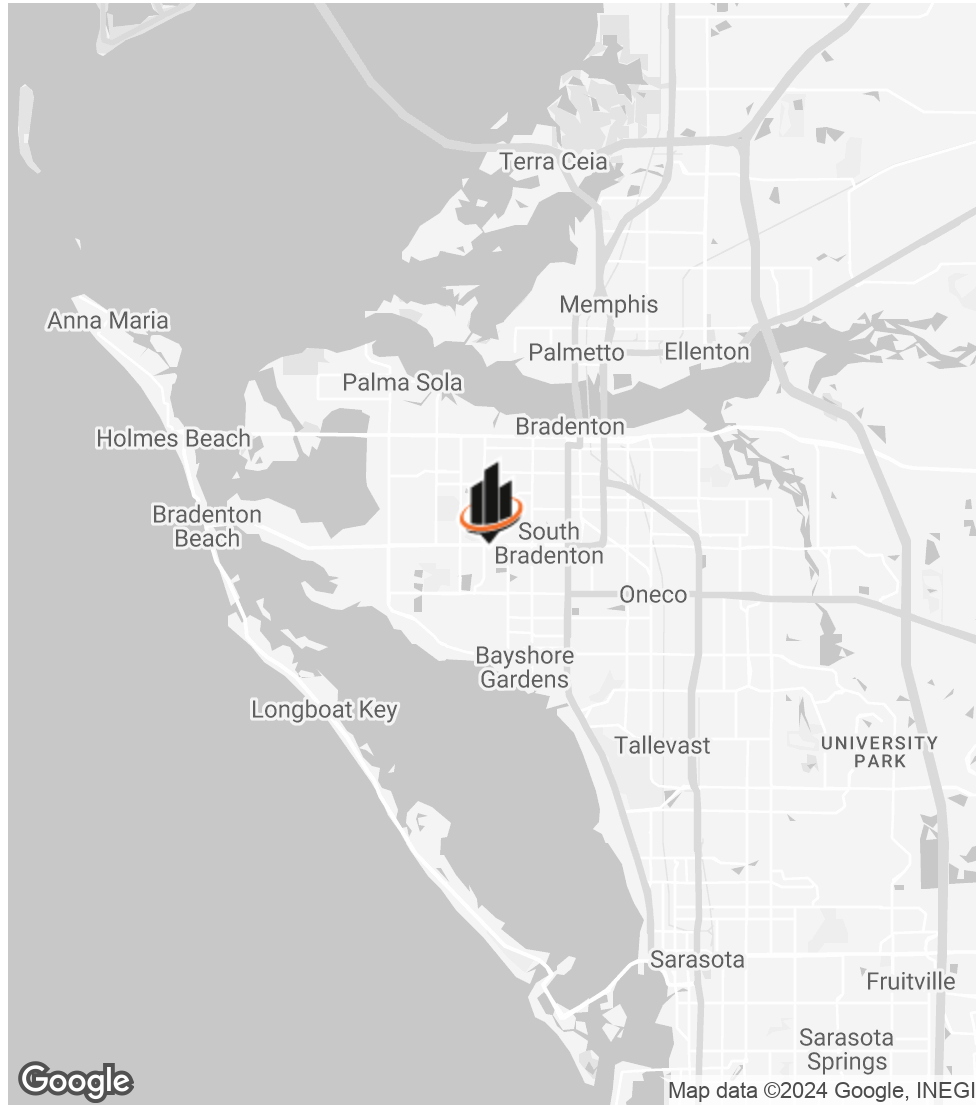 Terra Ceia
Memphis
Anna Maria
Palmetto
Ellenton
Palma Sola
Bradenton
Holmes Beach
Bradenton
Beach
South
Bradenton
Oneco
Bayshore
Gardens
Longboat Key
Tallevast
UNIVERSITY
PARK
Sarasota
Fruitville
Sarasota
Springs
Google
Map data ©2024 Google, INEGI